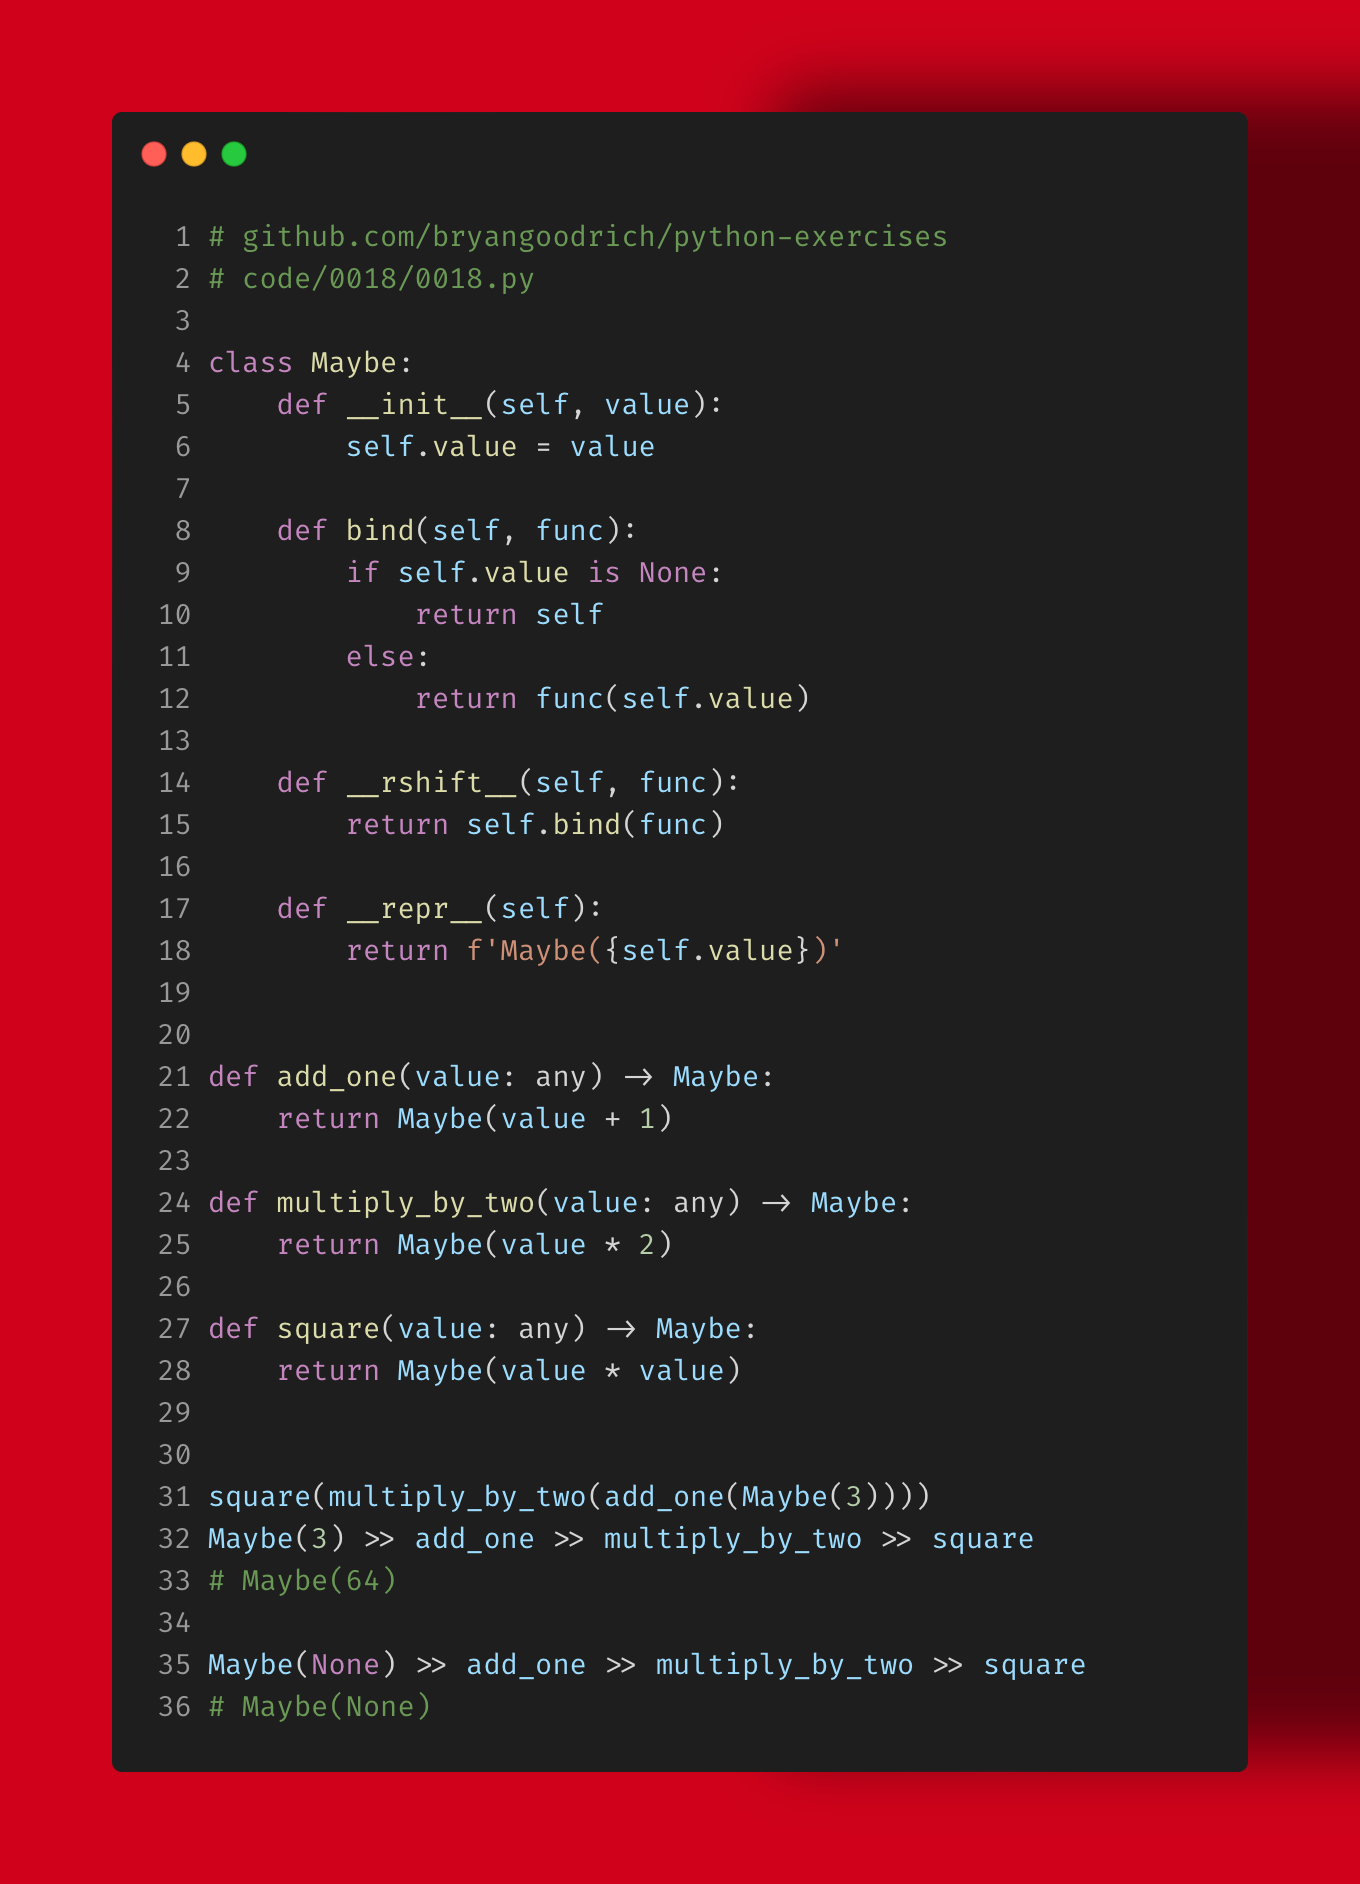 1 # github.com/bryangoodrich/python-exercises
2 # code/0018/0018.py
3
4 class Maybe:
5     def __init__(self, value):
6         self.value = value
7
8     def bind(self, func):
9         if self.value is None:
10             return self
11         else:
12             return func(self.value)
13
14     def __rshift__(self, func):
15         return self.bind(func)
16
17     def __repr__(self):
18         return f'Maybe({self.value})'
19
20
21 def add_one(value: any) -> Maybe:
22     return Maybe(value + 1)
23
24 def multiply_by_two(value: any) -> Maybe:
25     return Maybe(value * 2)
26
27 def square(value: any) -> Maybe:
28     return Maybe(value * value)
29
30
31 square(multiply_by_two(add_one(Maybe(3))))
32 Maybe(3) >> add_one >> multiply_by_two >> square
33 # Maybe(64)
34
35 Maybe(None) >> add_one >> multiply_by_two >> square
36 # Maybe(None)